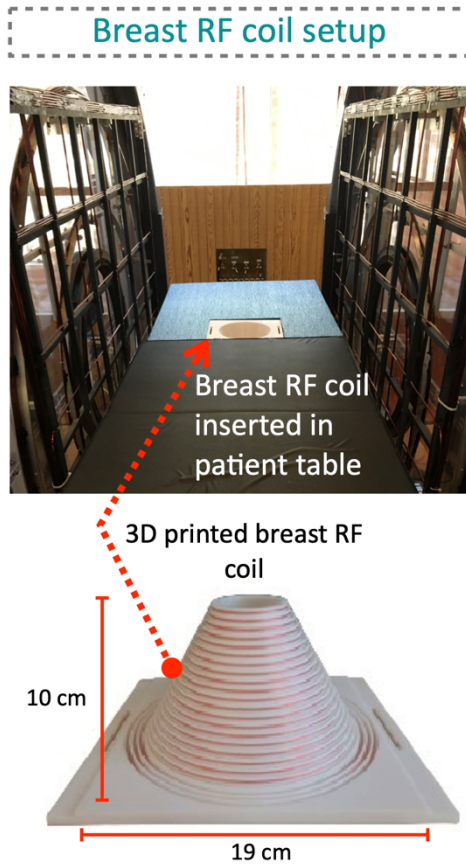 Breast RF coil setup
Breast RF coil
inserted in
patient table
3D printed breast RF
coil
10 cm
19 cm